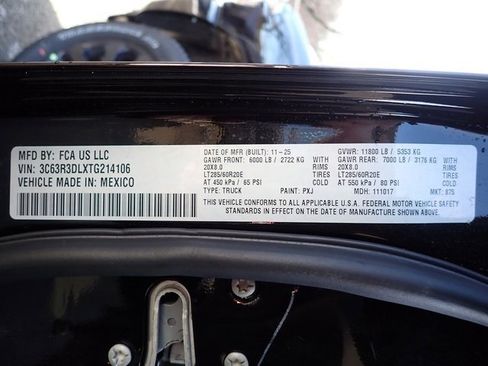 MFD BY: FCA US LLC
VIN: 3C63R3DLXTG214106
VEHICLE MADE IN: MEXICO
DATE OF MFR (BUILT): 11-25 GVWR: 11800 LB / 5353 KG
GAWR FRONT: 6000 LB / 2722 KG GAWR REAR: 7000 LB / 3176 KG
20X8.0 RIMS 20X8.0 RIMS
LT285/60R20E TIRES LT285/60R20E TIRES
AT 450 kPa / 65 PSI AT 550 kPa / 80 PSI
TYPE: TRUCK PAINT: PXJ MDH: 111017 MKT: 875
THIS VEHICLE CONFORMS TO ALL APPLICABLE U.S.A. FEDERAL MOTOR VEHICLE SAFETY
STANDARDS IN EFFECT ON THE DATE OF MANUFACTURE SHOWN ABOVE.